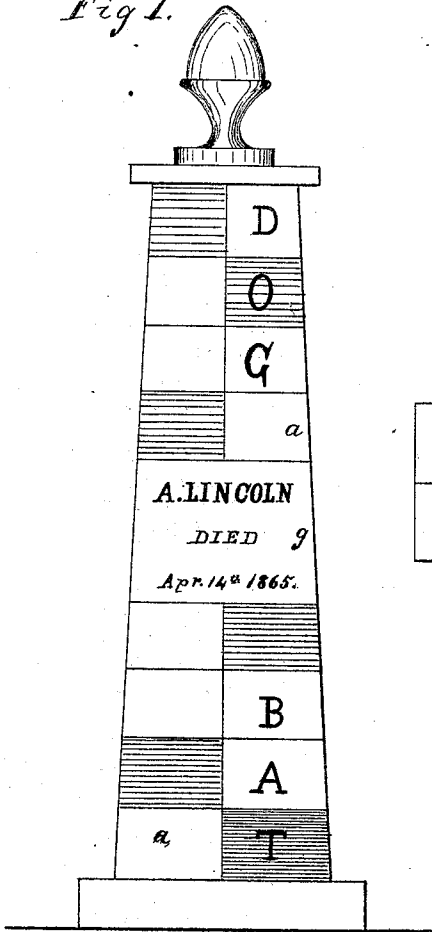 Fig 1.
D
O
G
a
A. LINCOLN
DIED g
Apr. 14th 1865.
B
A
a T